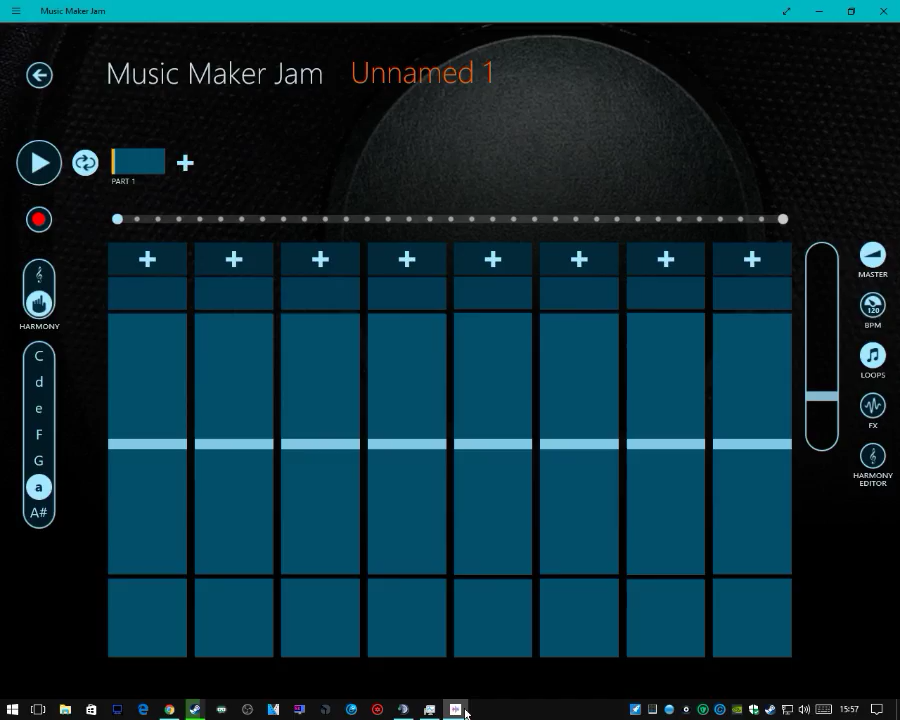 Music Maker Jam
Music Maker Jam Unnamed 1
PART 1
HARMONY
C
d
e
F
G
a
A#
MASTER
120
BPM
LOOPS
FX
HARMONY
EDITOR
15:57